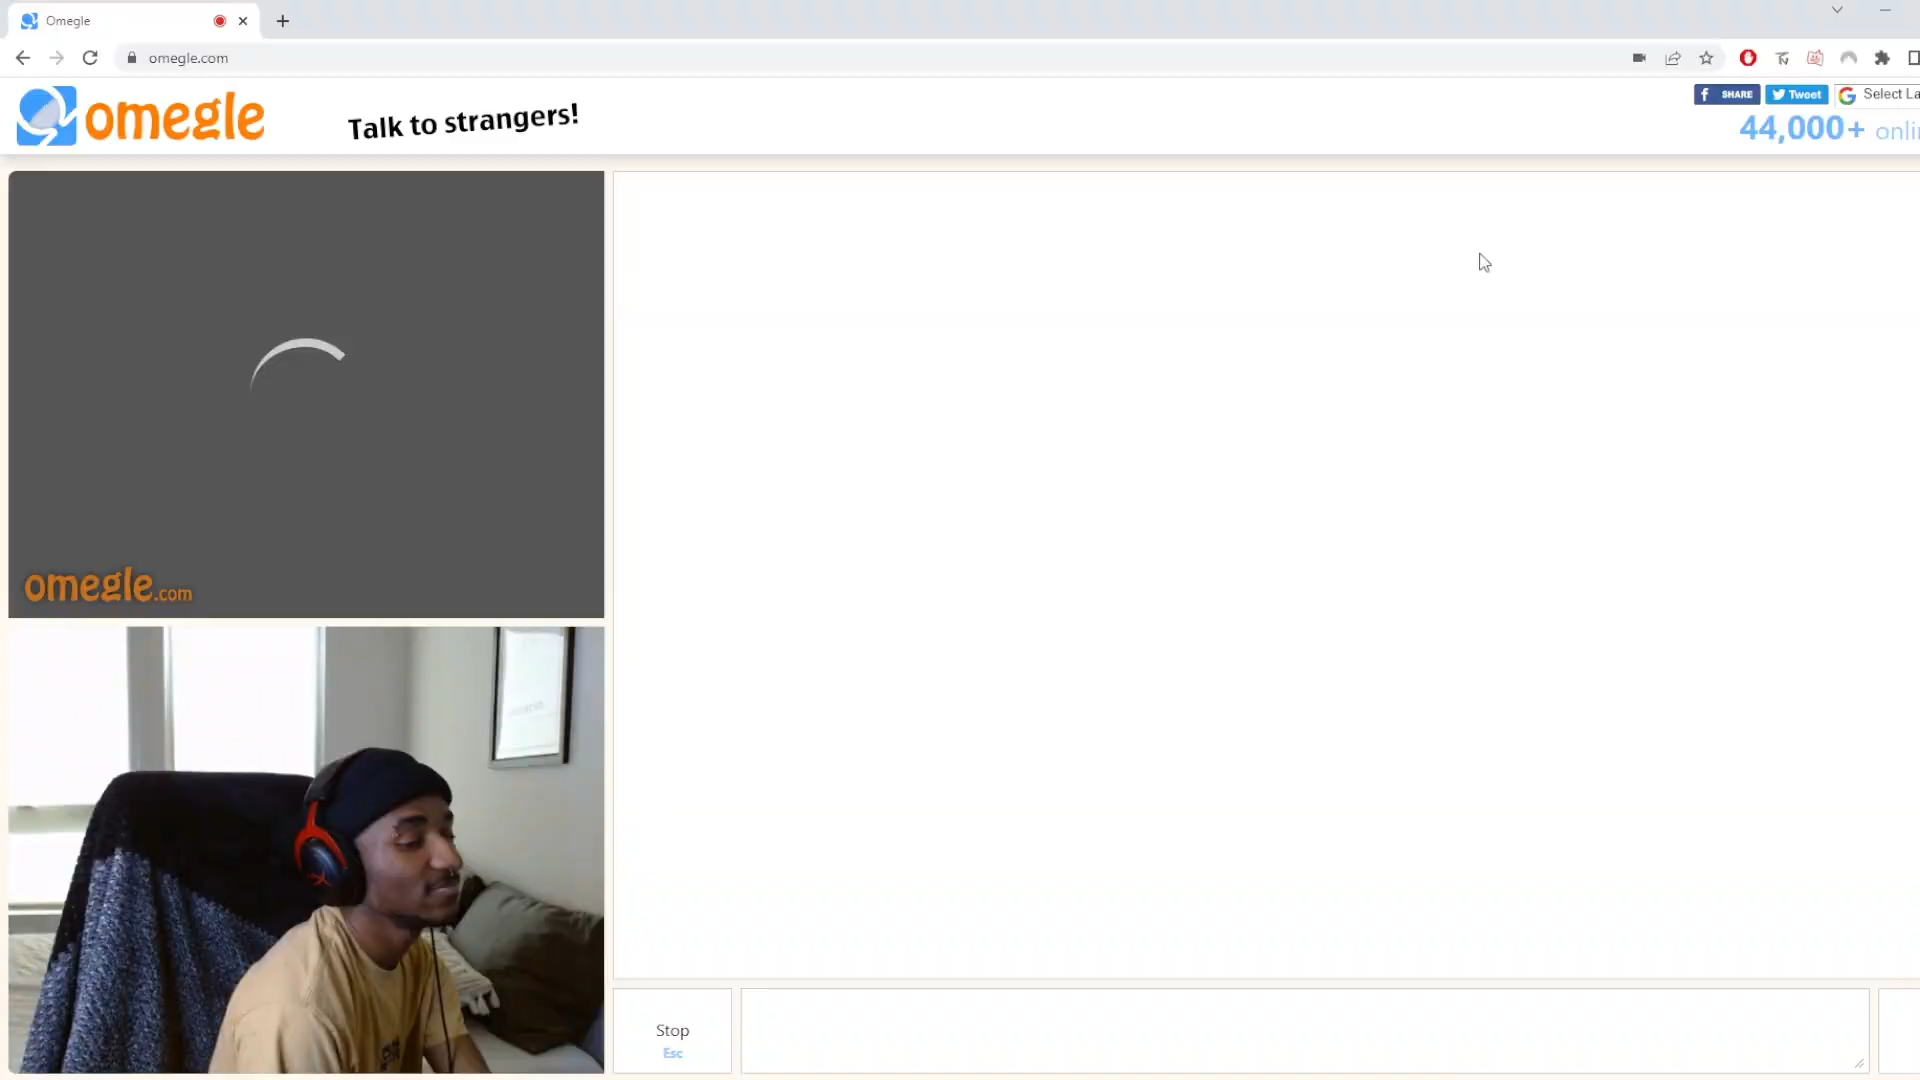 Omegle
omegle.com
omegle
Talk to strangers!
SHARE
Tweet
Select La
44,000+ onli
omegle.com
Stop
Esc